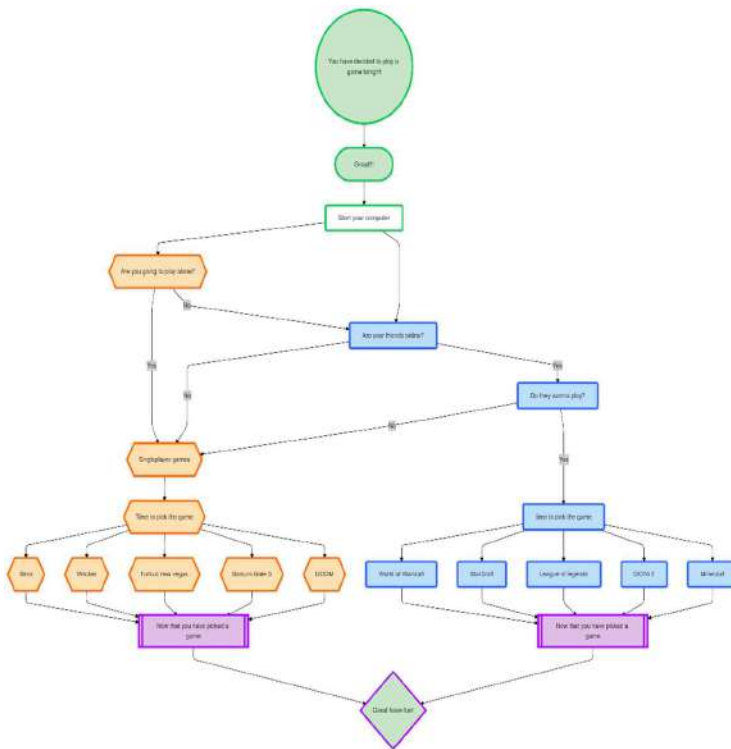 You have decided to play a
game tonight
Great!!
Start your computer
Are you going to play alone?
No
Are your friends online?
Yes
No
Yes
Do they wanna play?
No
Yes
Singleplayer games
Time to pick the game
Time to pick the game
Sims
Witcher
Fallout new vegas
Baldurs Gate 3
DOOM
World of Warcraft
StarCraft
League of legends
DOTA 2
Minecraft
Now that you have picked a
game
Now that you have picked a
game
Great have fun!